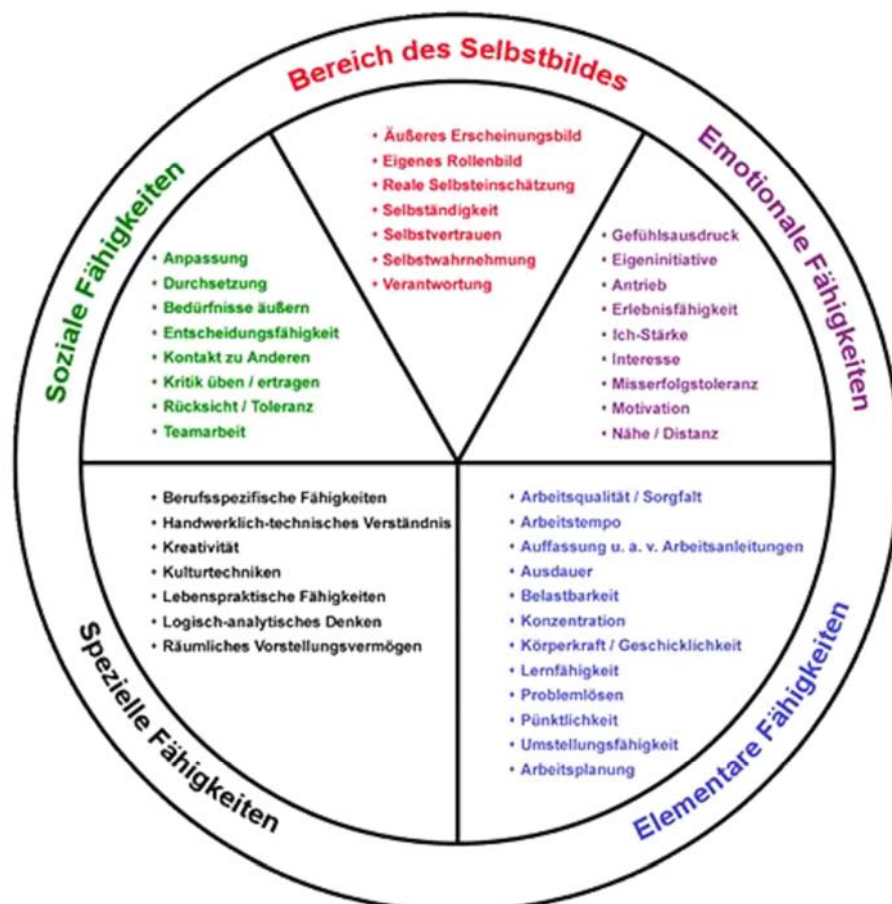 Bereich des Selbstbildes
• Äußeres Erscheinungsbild
• Eigenes Rollenbild
• Reale Selbsteinschätzung
• Selbständigkeit
• Selbstvertrauen
• Selbstwahrnehmung
• Verantwortung
Emotionale Fähigkeiten
• Gefühlsausdruck
• Eigeninitiative
• Antrieb
• Erlebnisfähigkeit
• Ich-Stärke
• Interesse
• Misserfolgstoleranz
• Motivation
• Nähe / Distanz
Elementare Fähigkeiten
• Arbeitsqualität / Sorgfalt
• Arbeitstempo
• Auffassung u. a. v. Arbeitsanleitungen
• Ausdauer
• Belastbarkeit
• Konzentration
• Körperkraft / Geschicklichkeit
• Lernfähigkeit
• Problemlösen
• Pünktlichkeit
• Umstellungsfähigkeit
• Arbeitsplanung
Spezielle Fähigkeiten
• Berufsspezifische Fähigkeiten
• Handwerklich-technisches Verständnis
• Kreativität
• Kulturtechniken
• Lebenspraktische Fähigkeiten
• Logisch-analytisches Denken
• Räumliches Vorstellungsvermögen
Soziale Fähigkeiten
• Anpassung
• Durchsetzung
• Bedürfnisse äußern
• Entscheidungsfähigkeit
• Kontakt zu Anderen
• Kritik üben / ertragen
• Rücksicht / Toleranz
• Teamarbeit